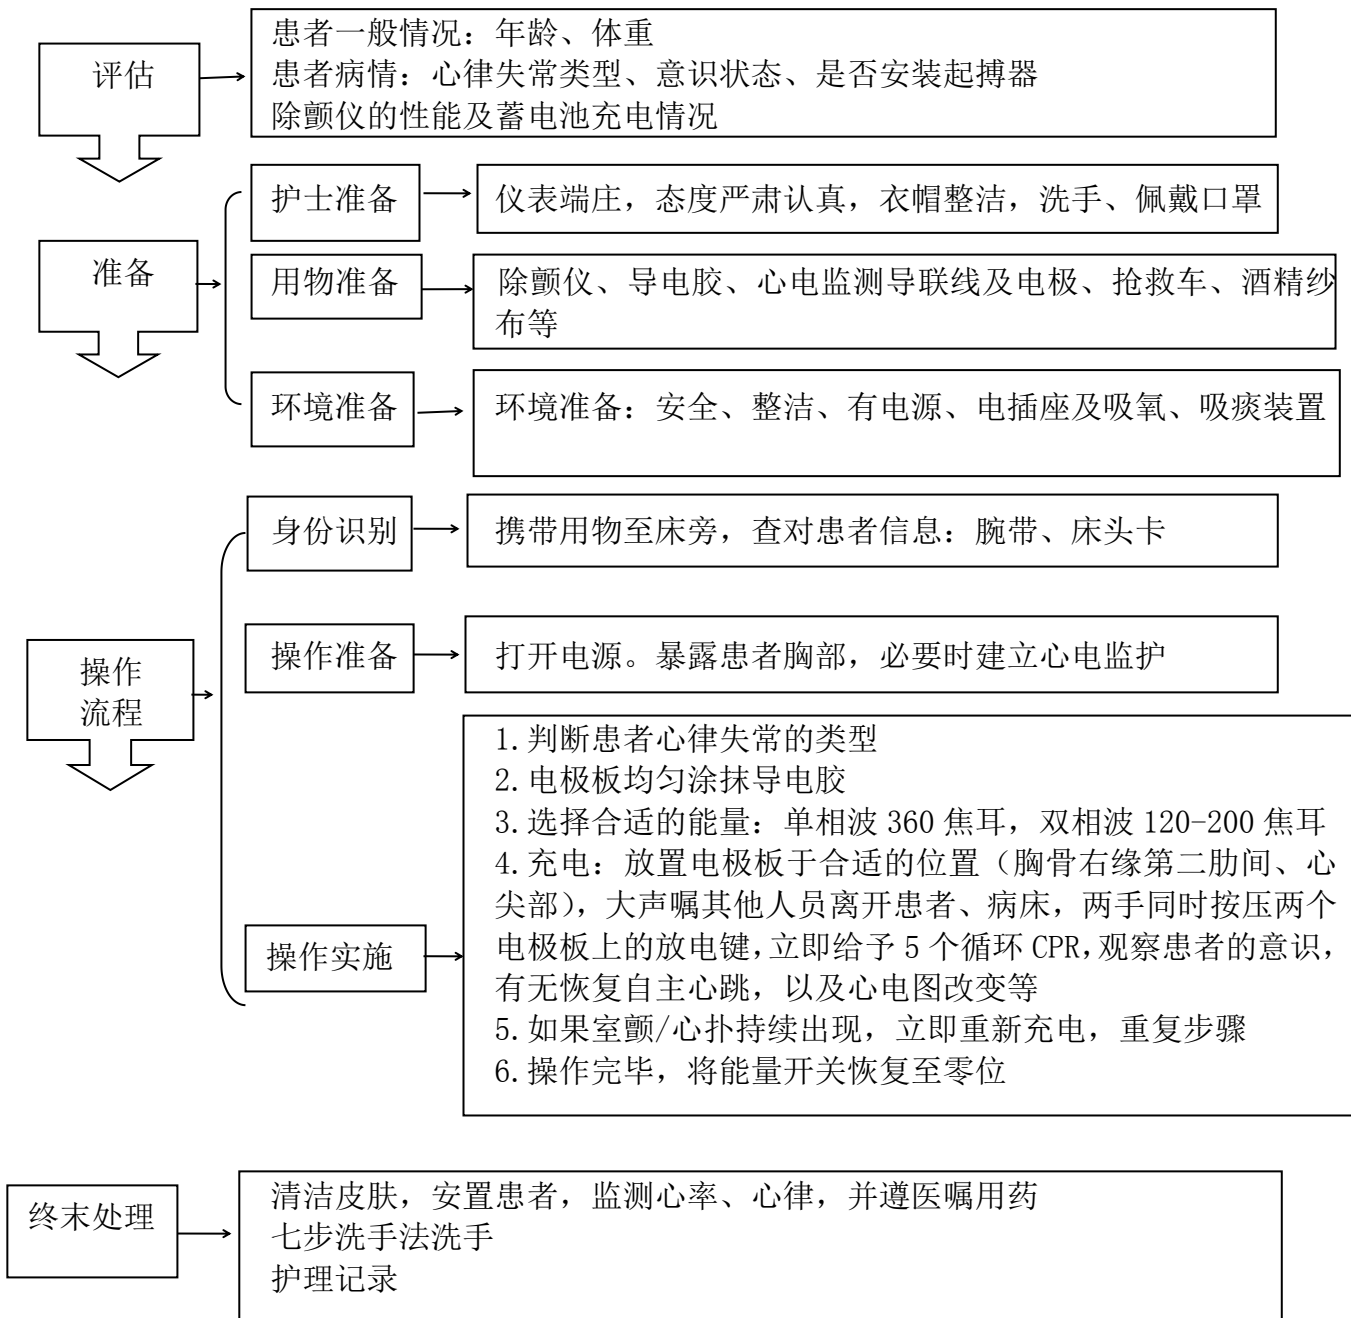 评估
患者一般情况：年龄、体重
患者病情：心律失常类型、意识状态、是否安装起搏器
除颤仪的性能及蓄电池充电情况
准备
护士准备
仪表端庄，态度严肃认真，衣帽整洁，洗手、佩戴口罩
用物准备
除颤仪、导电胶、心电监测导联线及电极、抢救车、酒精纱
布等
环境准备
环境准备：安全、整洁、有电源、电插座及吸氧、吸痰装置
操作
流程
身份识别
携带用物至床旁，查对患者信息：腕带、床头卡
操作准备
打开电源。暴露患者胸部，必要时建立心电监护
操作实施
1.判断患者心律失常的类型
2.电极板均匀涂抹导电胶
3.选择合适的能量：单相波 360 焦耳，双相波 120-200 焦耳
4.充电：放置电极板于合适的位置（胸骨右缘第二肋间、心
尖部），大声嘱其他人员离开患者、病床，两手同时按压两个
电极板上的放电键，立即给予 5 个循环 CPR，观察患者的意识，
有无恢复自主心跳，以及心电图改变等
5.如果室颤/心扑持续出现，立即重新充电，重复步骤
6.操作完毕，将能量开关恢复至零位
终末处理
清洁皮肤，安置患者，监测心率、心律，并遵医嘱用药
七步洗手法洗手
护理记录